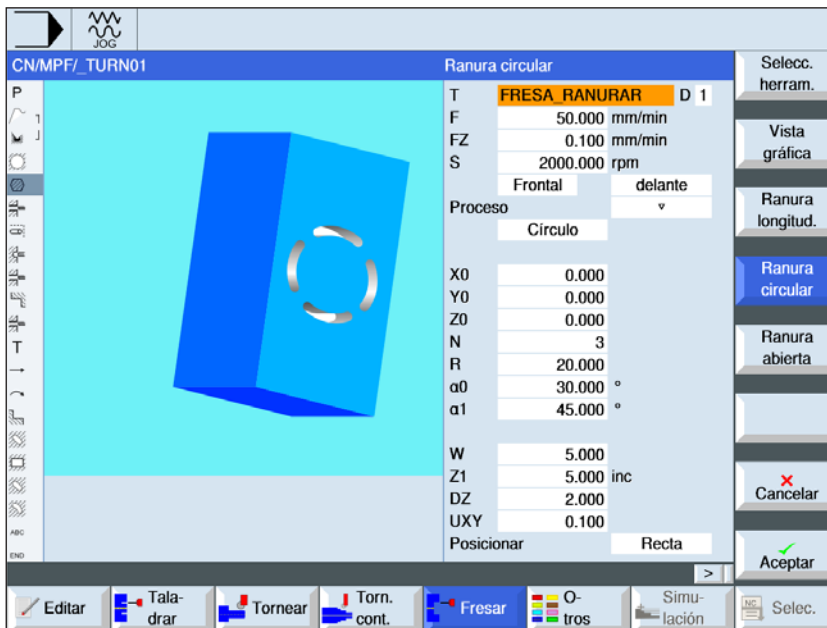 JOG
CN/MPF/_TURN01
Ranura circular
P
T FRESA_RANURAR D 1
F 50.000 mm/min
FZ 0.100 mm/min
S 2000.000 rpm
Frontal delante
Proceso ▿
Círculo
X0 0.000
Y0 0.000
Z0 0.000
N 3
R 20.000
α0 30.000 °
α1 45.000 °
W 5.000
Z1 5.000 inc
DZ 2.000
UXY 0.100
Posicionar Recta
T
ABC
END
>
Selecc.
herram.
Vista
gráfica
Ranura
longitud.
Ranura
circular
Ranura
abierta
Cancelar
Aceptar
Editar
Tala-
drar
Tornear
Torn.
cont.
Fresar
O-
tros
Simu-
lación
NC
Selec.